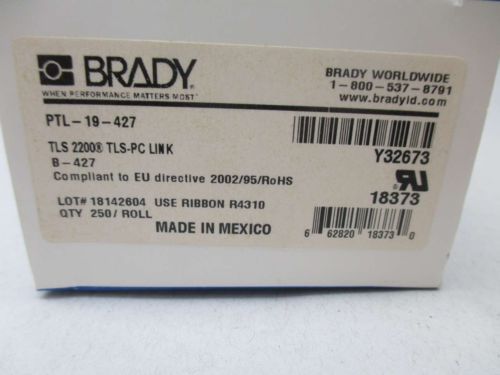 BRADY®
WHEN PERFORMANCE MATTERS MOST™
BRADY WORLDWIDE
1-800-537-8791
www.bradyid.com
PTL-19-427
TLS 2200® TLS-PC LINK
B-427
Compliant to EU directive 2002/95/RoHS
LOT# 18142604 USE RIBBON R4310
QTY 250/ROLL
MADE IN MEXICO
Y32673
18373
6 62820 18373 0